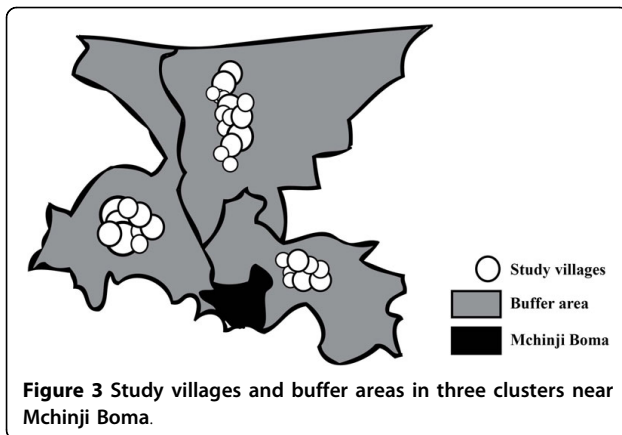 Study villages
Buffer area
Mchinji Boma
Figure 3 Study villages and buffer areas in three clusters near
Mchinji Boma.